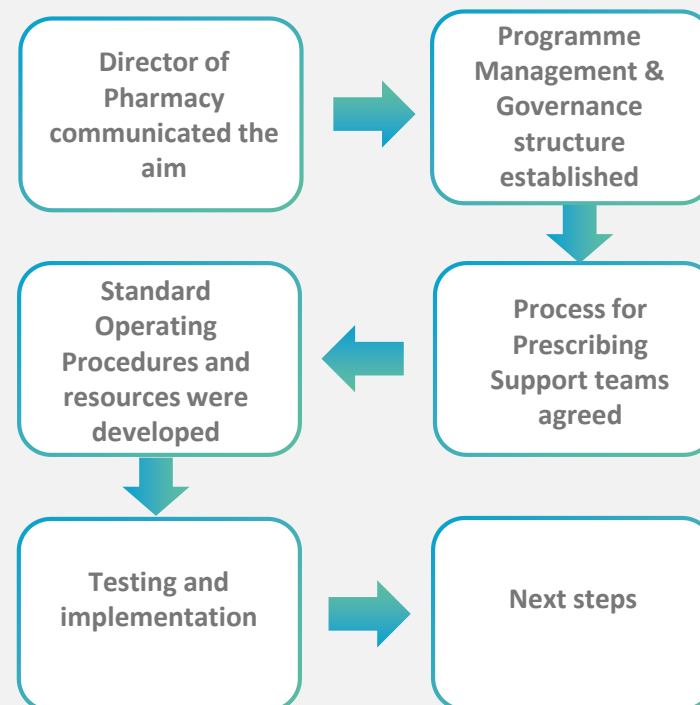 Director of
Pharmacy
communicated the
aim
Programme
Management &
Governance
structure
established
Process for
Prescribing
Support teams
agreed
Standard
Operating
Procedures and
resources were
developed
Testing and
implementation
Next steps